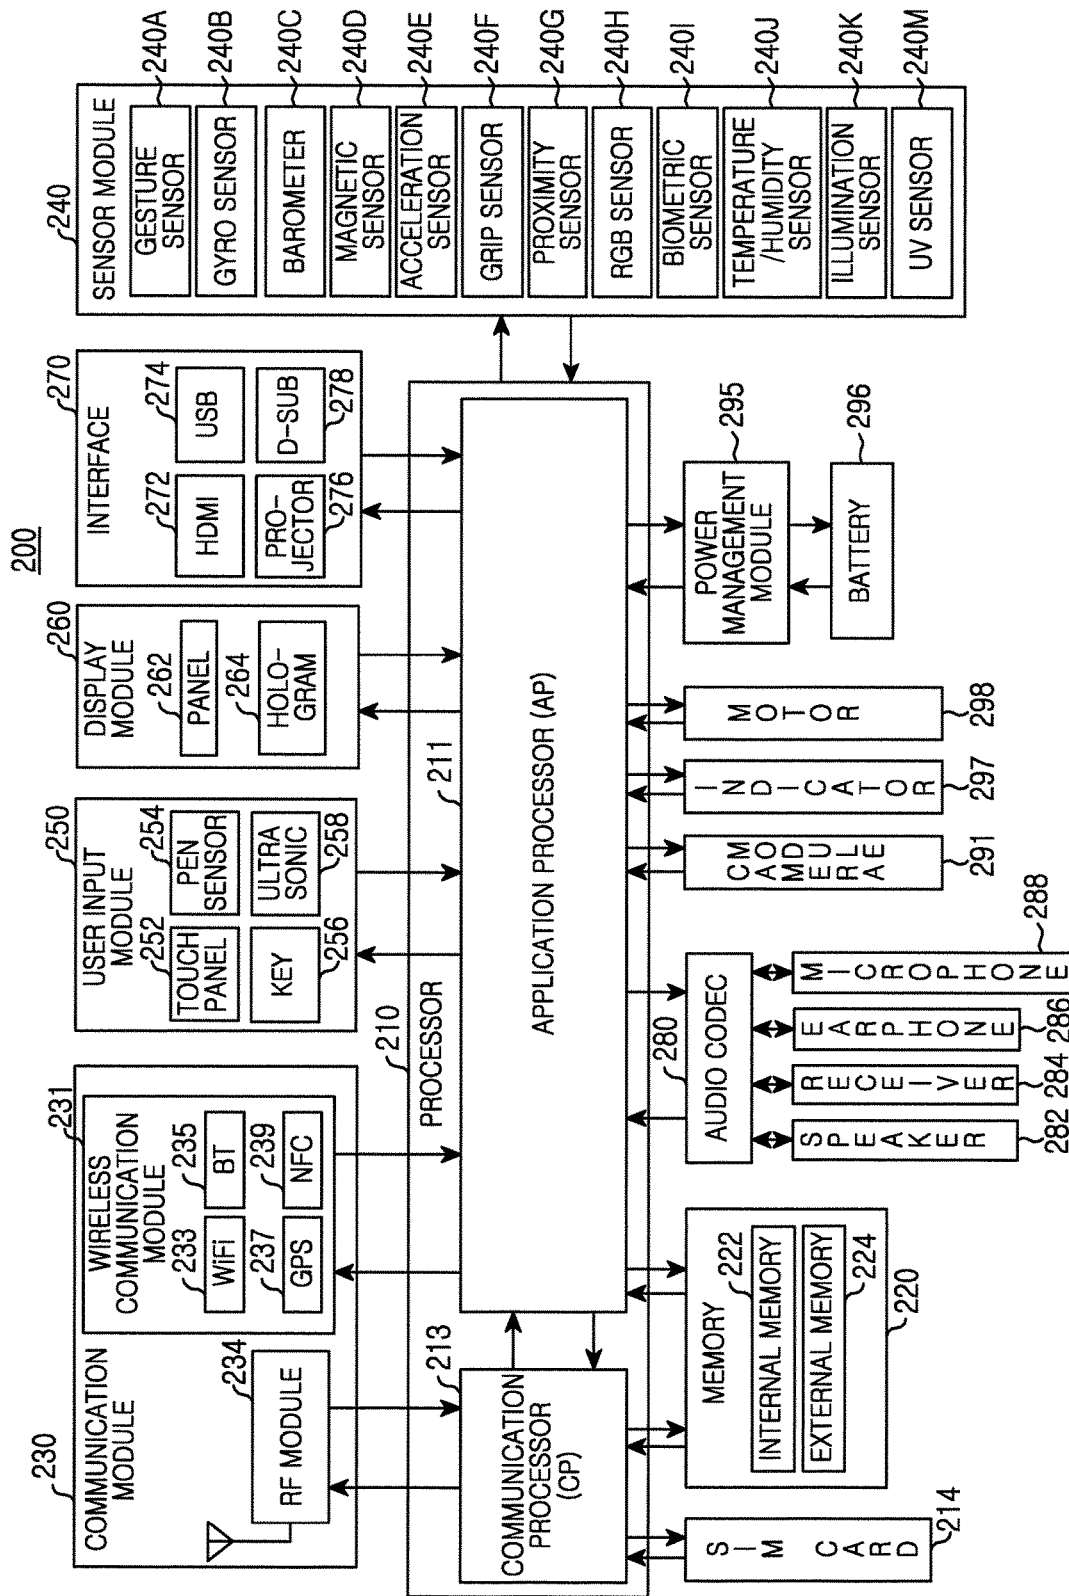 200
230
COMMUNICATION
MODULE
234
RF MODULE
231
WIRELESS
COMMUNICATION
MODULE
233
WiFi
235
BT
237
GPS
239
NFC
250
USER INPUT
MODULE
252
TOUCH
PANEL
254
PEN
SENSOR
KEY
256
ULTRA
SONIC
258
260
DISPLAY
MODULE
262
PANEL
264
HOLO-
GRAM
270
INTERFACE
272
HDMI
274
USB
PRO-
JECTOR
276
D-SUB
278
240
SENSOR MODULE
GESTURE
SENSOR
240A
GYRO SENSOR
240B
BAROMETER
240C
MAGNETIC
SENSOR
240D
ACCELERATION
SENSOR
240E
GRIP SENSOR
240F
PROXIMITY
SENSOR
240G
RGB SENSOR
240H
BIOMETRIC
SENSOR
240I
TEMPERATURE
/HUMIDITY
SENSOR
240J
ILLUMINATION
SENSOR
240K
UV SENSOR
240M
210
PROCESSOR
211
APPLICATION PROCESSOR (AP)
213
COMMUNICATION
PROCESSOR
(CP)
SIM CARD
214
MEMORY
222
INTERNAL MEMORY
EXTERNAL MEMORY
224
220
280
AUDIO CODEC
SPEAKER
282
RECEIVER
284
EARPHONE
286
MICROPHONE
288
CAMERA
MODULE
291
INDICATOR
297
MOTOR
298
POWER
MANAGEMENT
MODULE
295
BATTERY
296